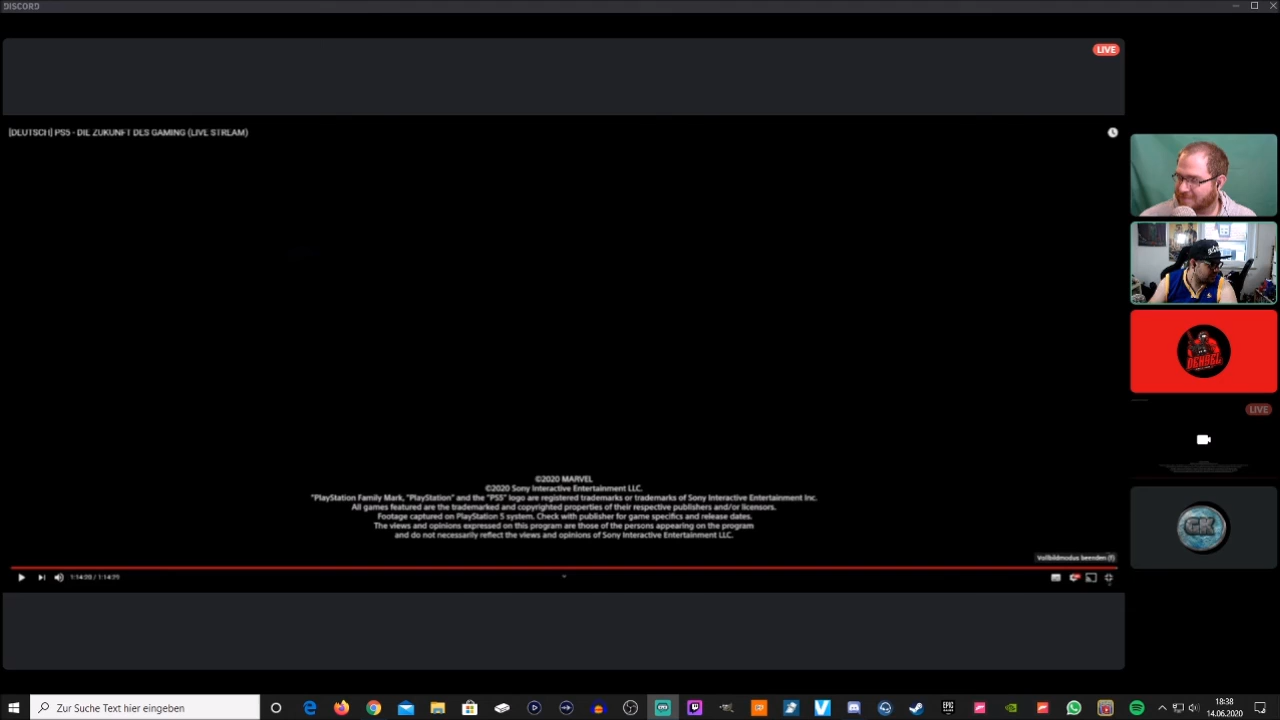 DISCORD
LIVE
[DEUTSCH] PS5 - DIE ZUKUNFT DES GAMING (LIVE STREAM)
DEABEL
LIVE
©2020 MARVEL
©2020 Sony Interactive Entertainment LLC.
"PlayStation Family Mark, "PlayStation" and the "PS5" logo are registered trademarks or trademarks of Sony Interactive Entertainment Inc.
All games featured are the trademarked and copyrighted properties of their respective publishers and/or licensors.
Footage captured on PlayStation 5 system. Check with publisher for game specifics and release dates.
The views and opinions expressed on this program are those of the persons appearing on the program
and do not necessarily reflect the views and opinions of Sony Interactive Entertainment LLC.
GK
Vollbildmodus beenden (f)
1:14:20 / 1:14:29
Zur Suche Text hier eingeben
EPIC
18:38
14.06.2020